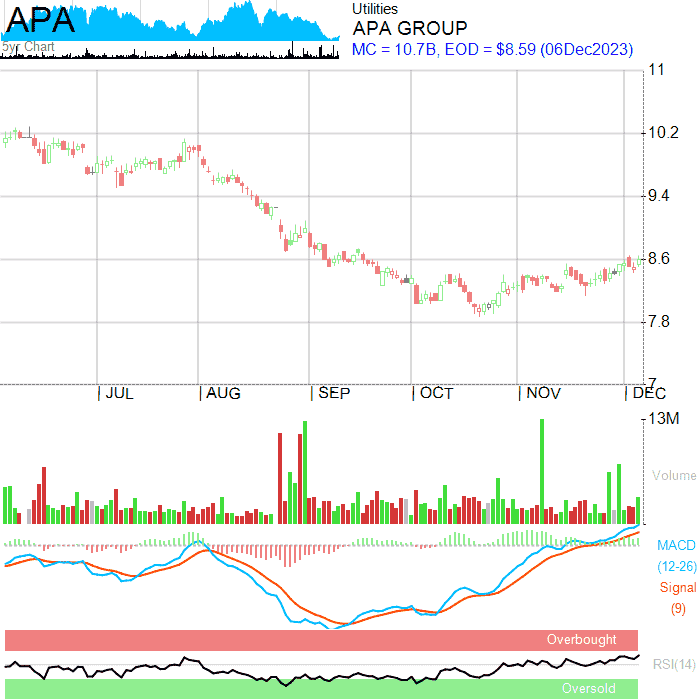 APA
5yr Chart
Utilities
APA GROUP
MC = 10.7B, EOD = $8.59 (06Dec2023)
11
10.2
9.4
8.6
7.8
7
JUL AUG SEP OCT NOV DEC
13M
Volume
MACD
(12-26)
Signal
(9)
Overbought
RSI(14)
Oversold